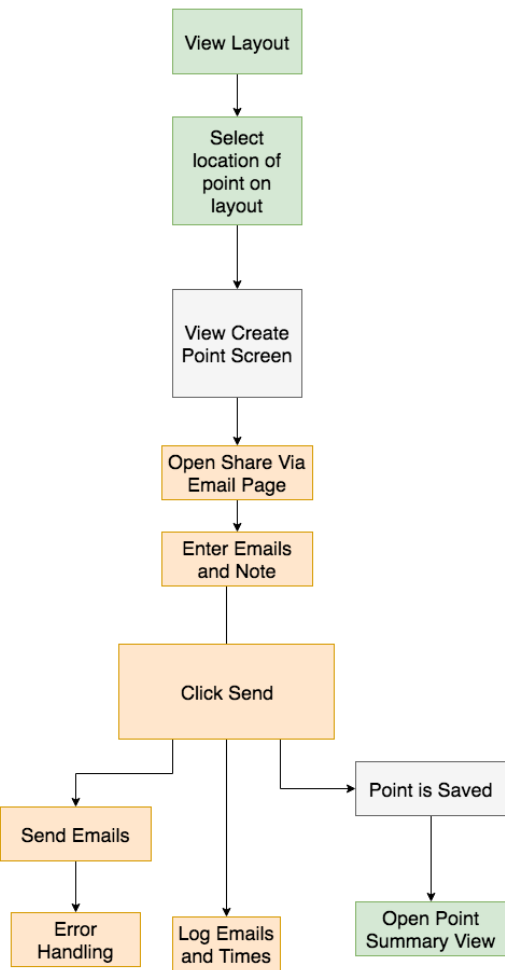 View Layout
Select
location of
point on
layout
View Create
Point Screen
Open Share Via
Email Page
Enter Emails
and Note
Click Send
Point is Saved
Send Emails
Error
Handling
Log Emails
and Times
Open Point
Summary View